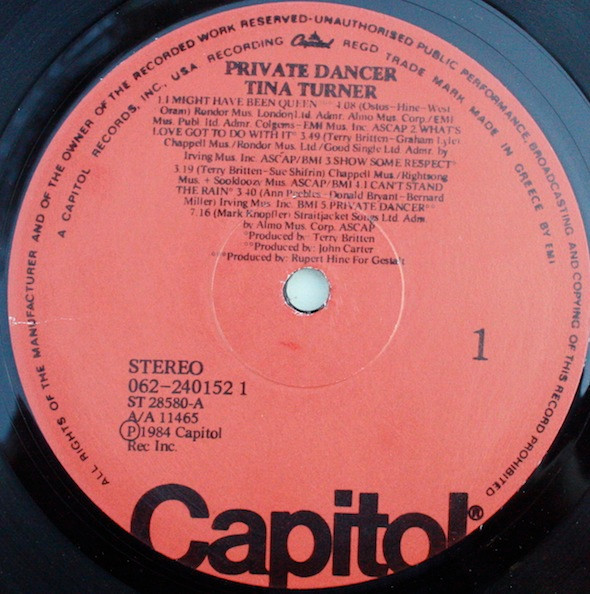 ALL RIGHTS OF THE MANUFACTURER AND OF THE OWNER OF THE RECORDED WORK RESERVED-UNAUTHORISED PUBLIC PERFORMANCE, BROADCASTING AND COPYING OF THIS RECORD PROHIBITED
A CAPITOL RECORDS, INC., USA RECORDING Capitol REGD TRADE MARK MADE IN GREECE BY EMI
PRIVATE DANCER
TINA TURNER
1.I MIGHT HAVE BEEN QUEEN*** 4.08 (Ostos-Hine-West
Oram) Rondor Mus. London Ltd. Admr. Almo Mus. Corp./EMI
Mus. Publ. ltd. Admr. Colgems-EMI Mus. Inc. ASCAP 2.WHAT'S
LOVE GOT TO DO WITH IT* 3.49 (Terry Britten-Graham Lyle)
Chappell Mus./Rondor Mus. Ltd/Good Single Ltd. Admr. by
Irving Mus. Inc. ASCAP/BMI 3.SHOW SOME RESPECT*
3.19 (Terry Britten-Sue Shifrin) Chappell Mus./Rightsong
Mus. + Sookloozy Mus. ASCAP/BMI 4.I CAN'T STAND
THE RAIN* 3.40 (Ann Peebles-Donald Bryant-Bernard
Miller) Irving Mus. Inc. BMI 5.PRIVATE DANCER**
7.16 (Mark Knopfler) Straitjacket Songs Ltd. Adm.
by Almo Mus. Corp. ASCAP
*Produced by: Terry Britten
**Produced by: John Carter
***Produced by: Rupert Hine For Gestalt
1
STEREO
062-240152 1
ST 28580-A
A/A 11465
Ⓟ1984 Capitol
Rec Inc.
Capitol®